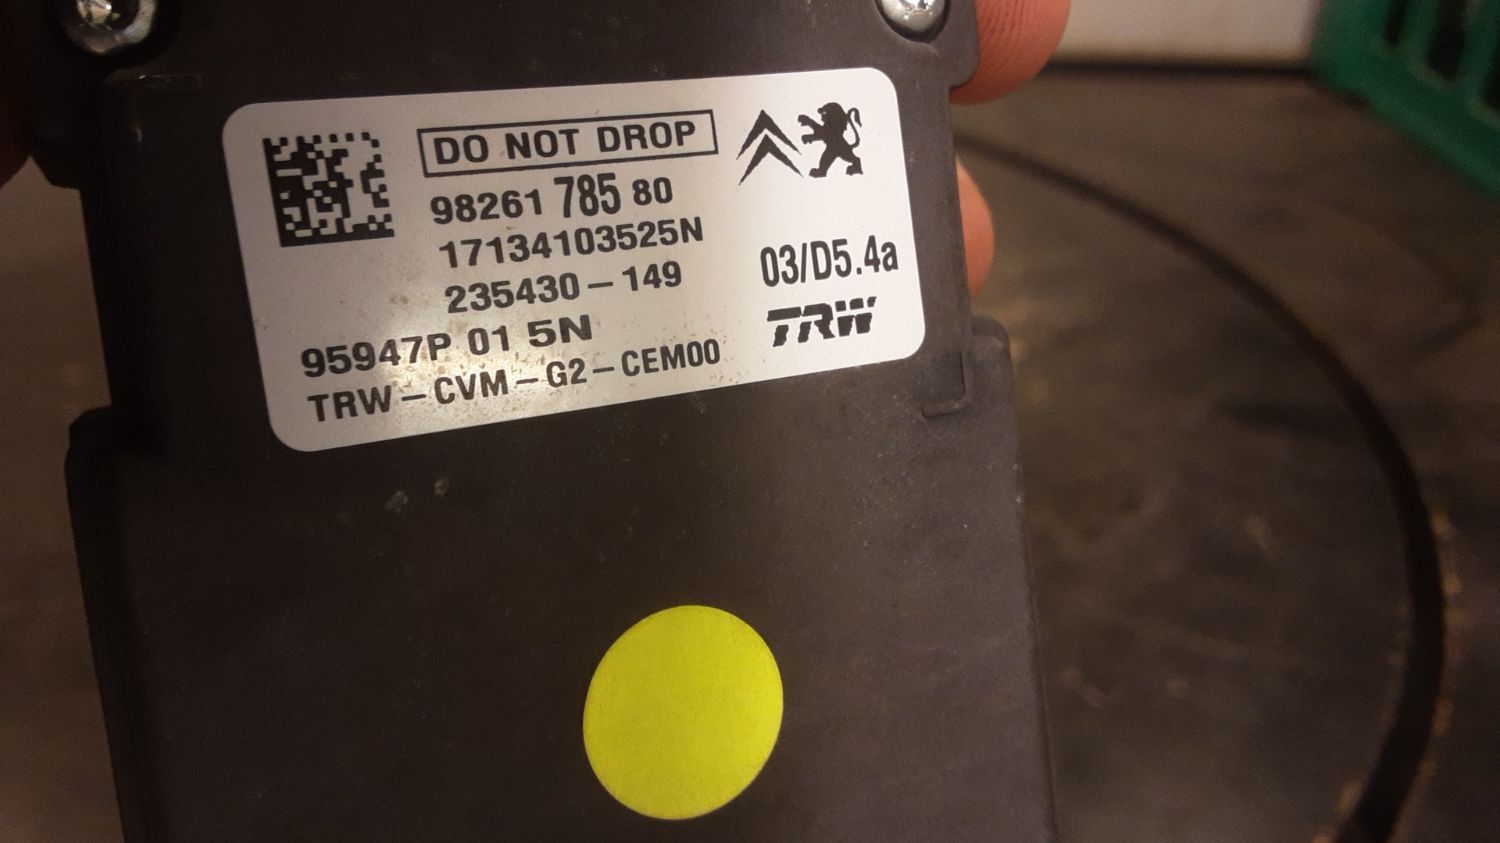 DO NOT DROP
98261 785 80
17134103525N
235430-149
03/D5.4a
95947P 01 5N
TRW
TRW-CVM-G2-CEM00